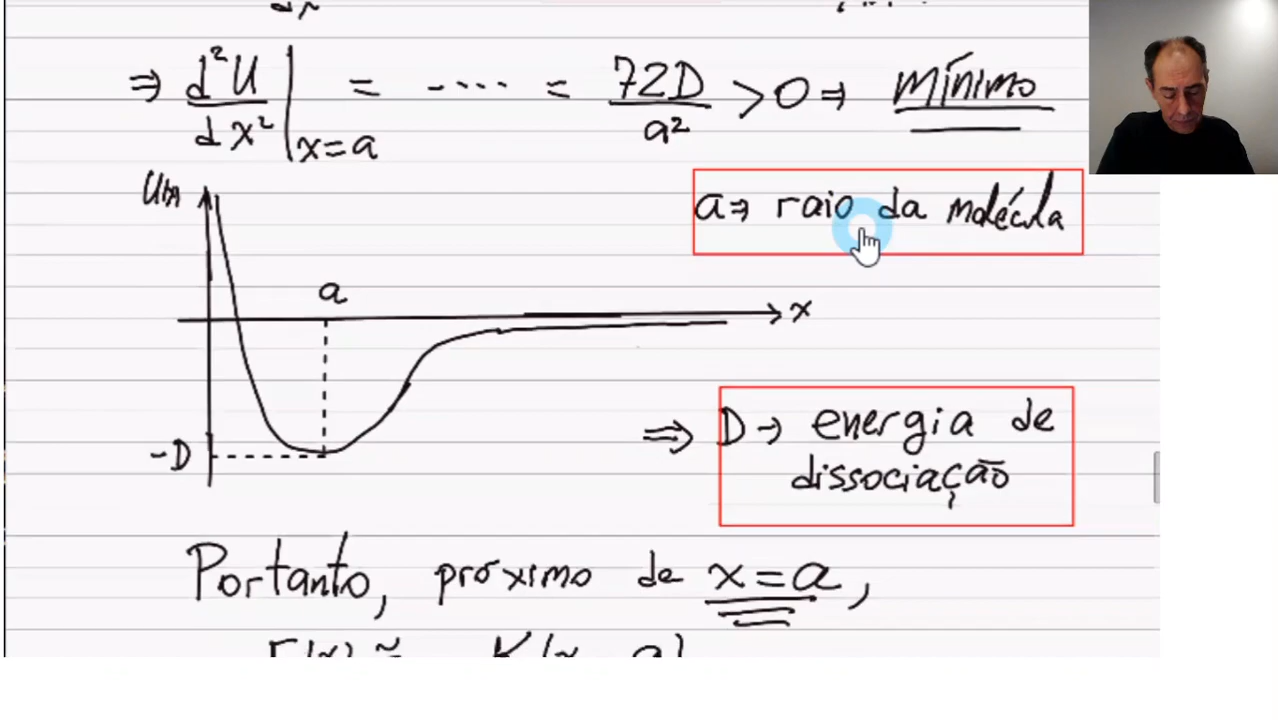 ⇒ d²U/dx² |x=a = -···· = 72D/a² > 0 ⇒ mínimo
U(x)
a ⇒ raio da molécula
a
x
-D
⇒ D → energia de
dissociação
Portanto, próximo de x=a,